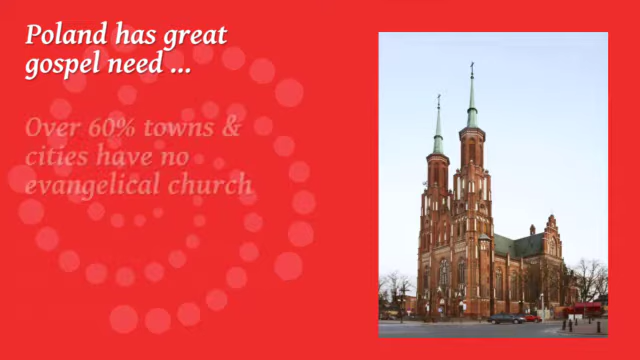 Poland has great
gospel need ...
Over 60% towns &
cities have no
evangelical church